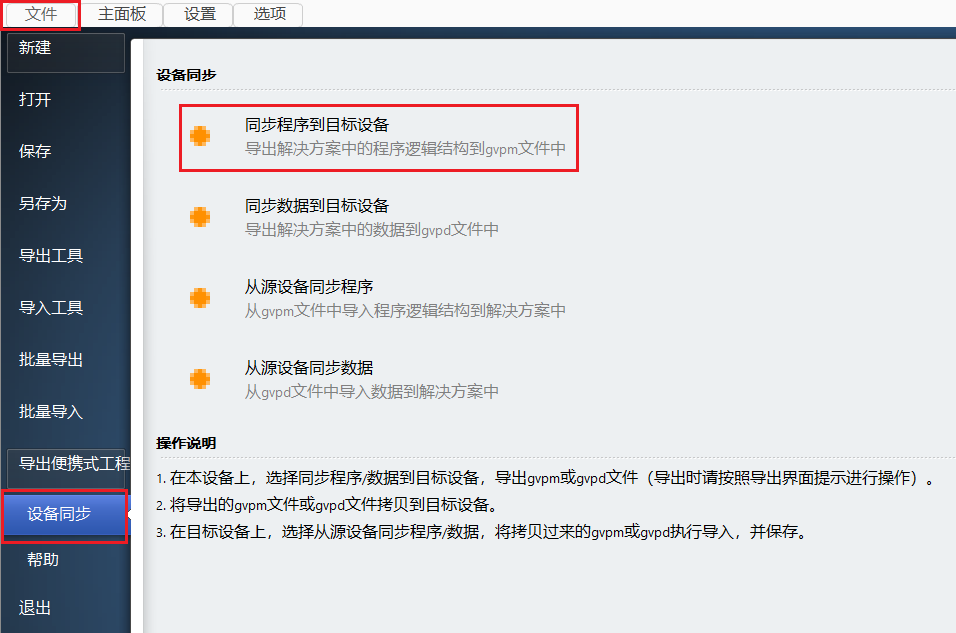 文件
主面板
设置
选项
新建
打开
保存
另存为
导出工具
导入工具
批量导出
批量导入
导出便携式工程
设备同步
帮助
退出
设备同步
同步程序到目标设备
导出解决方案中的程序逻辑结构到gvpm文件中
同步数据到目标设备
导出解决方案中的数据到gvpd文件中
从源设备同步程序
从gvpm文件中导入程序逻辑结构到解决方案中
从源设备同步数据
从gvpd文件中导入数据到解决方案中
操作说明
1. 在本设备上，选择同步程序/数据到目标设备，导出gvpm或gvpd文件（导出时请按照导出界面提示进行操作）。
2. 将导出的gvpm文件或gvpd文件拷贝到目标设备。
3. 在目标设备上，选择从源设备同步程序/数据，将拷贝过来的gvpm或gvpd执行导入，并保存。